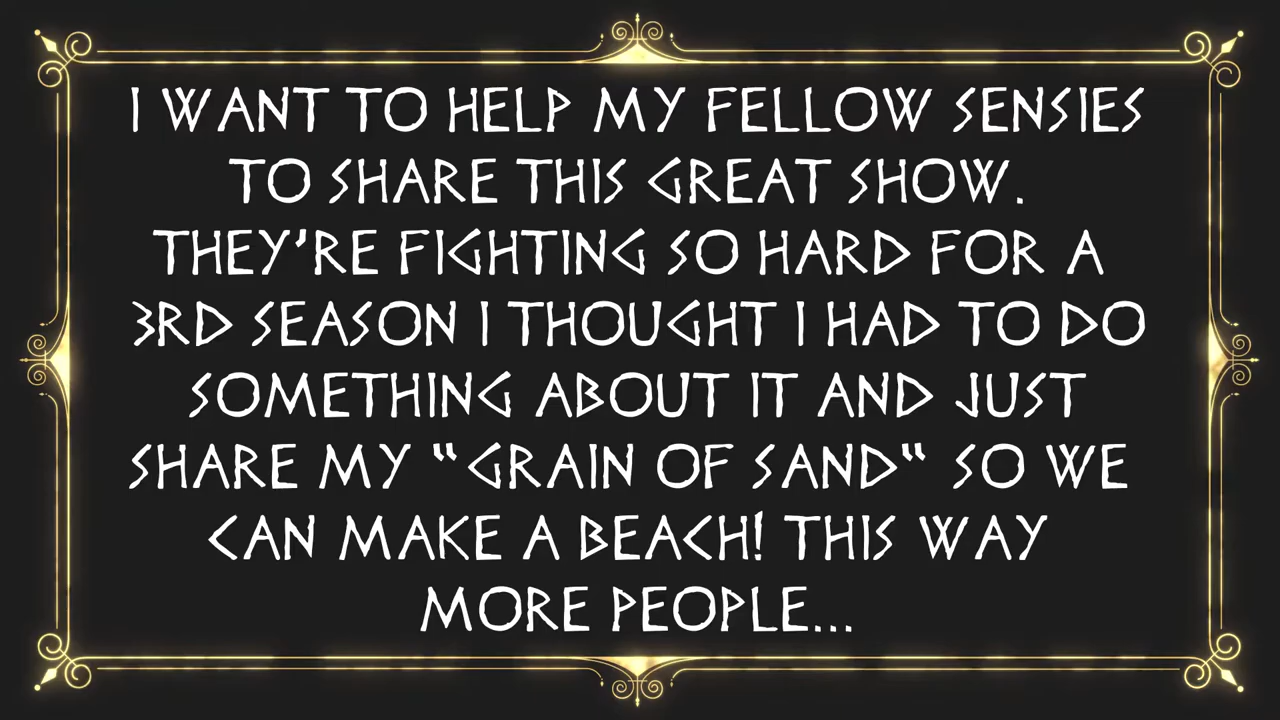 I WANT TO HELP MY FELLOW SENSIES
TO SHARE THIS GREAT SHOW.
THEY'RE FIGHTING SO HARD FOR A
3RD SEASON I THOUGHT I HAD TO DO
SOMETHING ABOUT IT AND JUST
SHARE MY “GRAIN OF SAND“ SO WE
CAN MAKE A BEACH! THIS WAY
MORE PEOPLE...